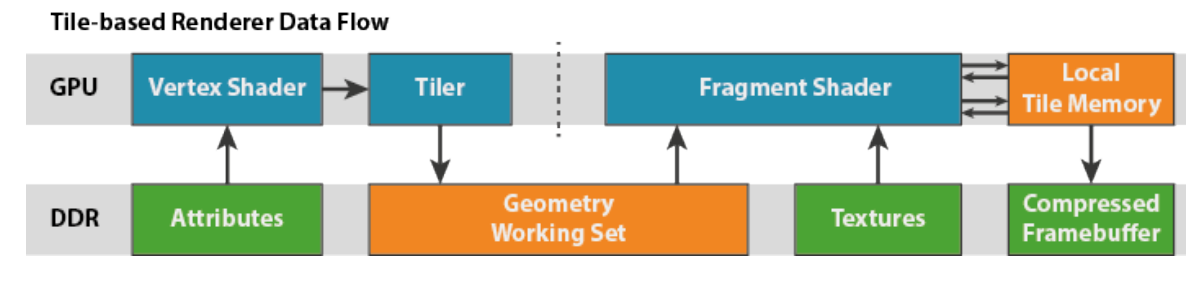 Tile-based Renderer Data Flow
GPU
Vertex Shader
Tiler
Fragment Shader
Local
Tile Memory
DDR
Attributes
Geometry
Working Set
Textures
Compressed
Framebuffer